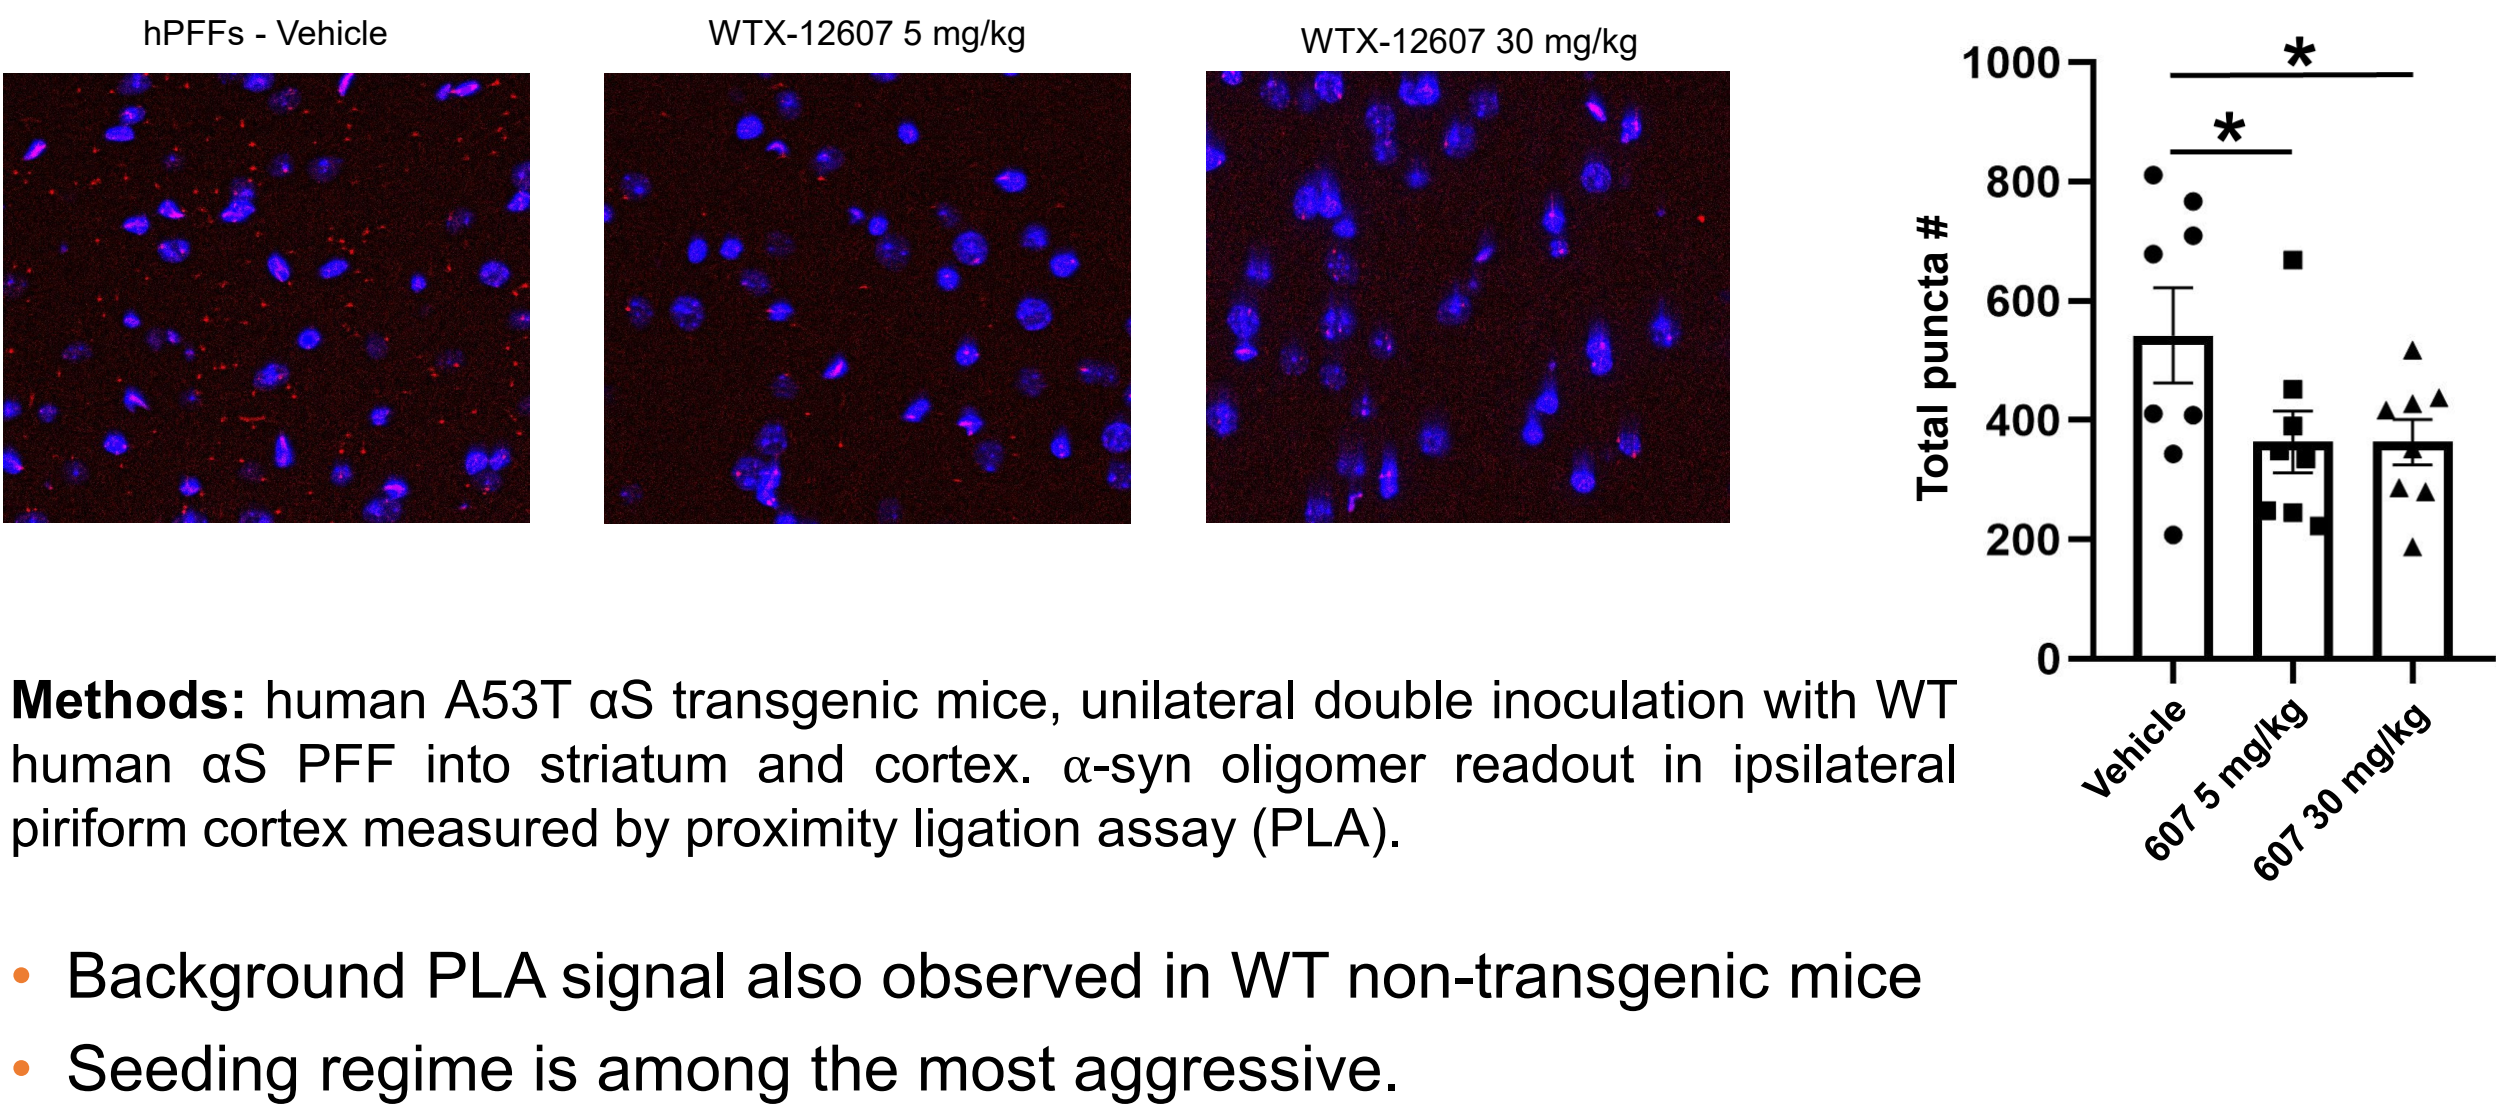 hPFFs - Vehicle
WTX-12607 5 mg/kg
WTX-12607 30 mg/kg
*
*
1000
800
600
400
200
0
Total puncta #
Vehicle
607 5 mg/kg
607 30 mg/kg
Methods: human A53T αS transgenic mice, unilateral double inoculation with WT
human αS PFF into striatum and cortex. α-syn oligomer readout in ipsilateral
piriform cortex measured by proximity ligation assay (PLA).
• Background PLA signal also observed in WT non-transgenic mice
• Seeding regime is among the most aggressive.